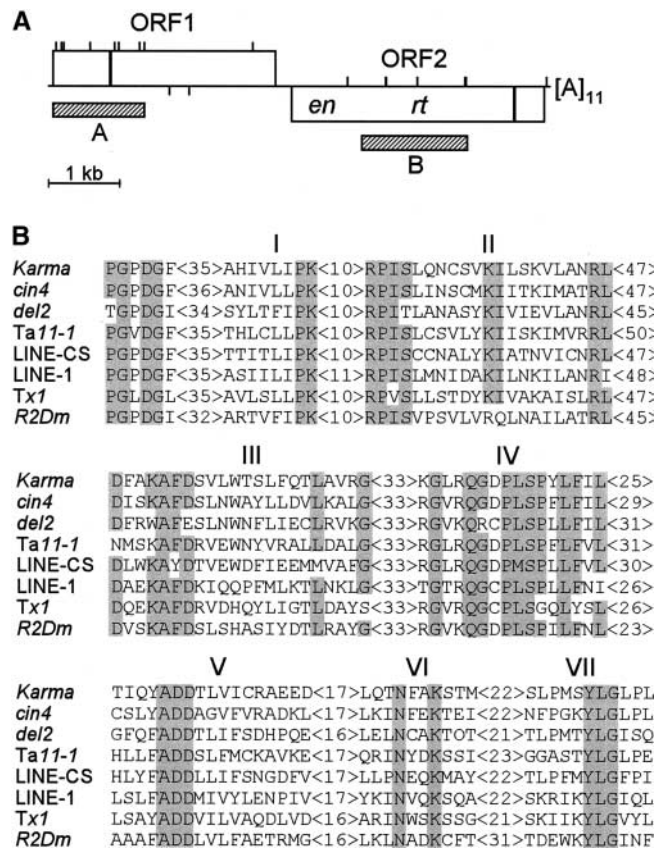 A
ORF1
ORF2
en
rt
[A]11
A
B
1 kb
B
I
II
Karma PGPDGF<35>AHIVLIPK<10>RPISLQNCSVKILSKVLANRL<47>
cin4 PGPDGF<36>ANIVLLPK<10>RPISLINSCMKIITKIMATRL<47>
del2 TGPDGI<34>SYLTFIPK<10>RPITLANASYKIVIEVLANRL<45>
Ta11-1 PGVDGF<35>THLCLLPK<10>RPISLCSVLYKIISKIMVRRL<50>
LINE-CS PGPDGF<35>TTITLIPK<10>RPISCCNALYKIATNVICNRL<47>
LINE-1 PGPDGF<35>ASIILIPK<11>RPISLMNIDAKILNKILANRI<48>
Tx1 PGLDGL<35>AVLSLLPK<10>RPVSLLSTDYKIVAKAISLRL<47>
R2Dm PGPDGI<32>ARTVFIPK<10>RPISVPSVLVRQLNAILATRL<45>
III
IV
Karma DFAKAFDSVLWTSLFQTLAVRG<33>KGLRQGDPLSPYLFIL<25>
cin4 DISKAFDSLNWAYLLDVLKALG<33>RGVRQGDPLSPFLFIL<29>
del2 DFRWAFESLNWNFLIECLRVKG<33>KGVKQRCPLSPLLFIL<31>
Ta11-1 NMSKAFDRVEWNYVRALLDALG<33>RGLRQGDPLSPFLFVL<31>
LINE-CS DLWKAYDTVEWDFIEEMMVAFG<33>KGLRQGDPMSPLLFVL<30>
LINE-1 DAEKAFDKIQQPFMLKTLNKLG<33>TGTRQGCPLSPLLFNI<26>
Tx1 DQEKAFDRVDHQYLIGTLDAYS<33>RGVRQGCPLSGQLYSL<26>
R2Dm DVSKAFDSLSHASIYDTLRAYG<33>RGVKQGDPLSPILFNL<23>
V
VI
VII
Karma TIQYADDTLVICRAEED<17>LQTNFAKSTM<22>SLPMSYLGLPL
cin4 CSLYADDAGVFVRADKL<17>LKINFEKTEI<22>NFPGKYLGLPL
del2 GFQFADDTLIFSDHPQE<16>LELNCAKTOT<21>TLPMTYLGISQ
Ta11-1 HLLFADDSLFMCKAVKE<17>QRINYDKSSI<23>GGASTYLGLPE
LINE-CS HLYFADDLLIFSNGDFV<17>LLPNEQKMAY<22>TLPFMYLGFPI
LINE-1 LSLFADDMIVYLENPIV<17>YKINVQKSQA<22>SKRIKKYLGIQL
Tx1 LSAYADDVILVAQDLVD<16>ARINWSKSSG<21>SKIIKYLGVYL
R2Dm AAAFADDLVLFAETRMG<16>LKLNADKCFT<31>TDEWKKYLGINF